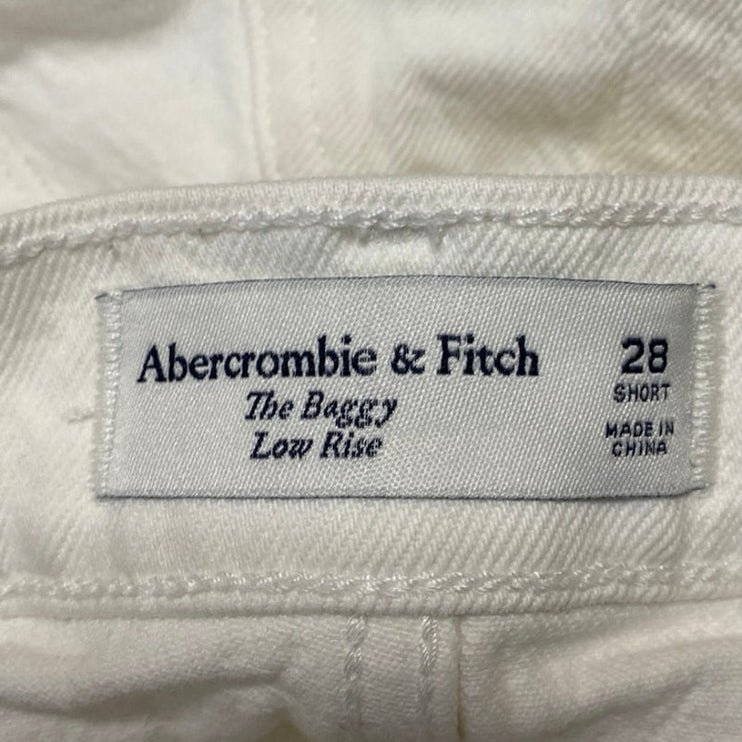 Abercrombie & Fitch
The Baggy
Low Rise
28
SHORT
MADE IN
CHINA